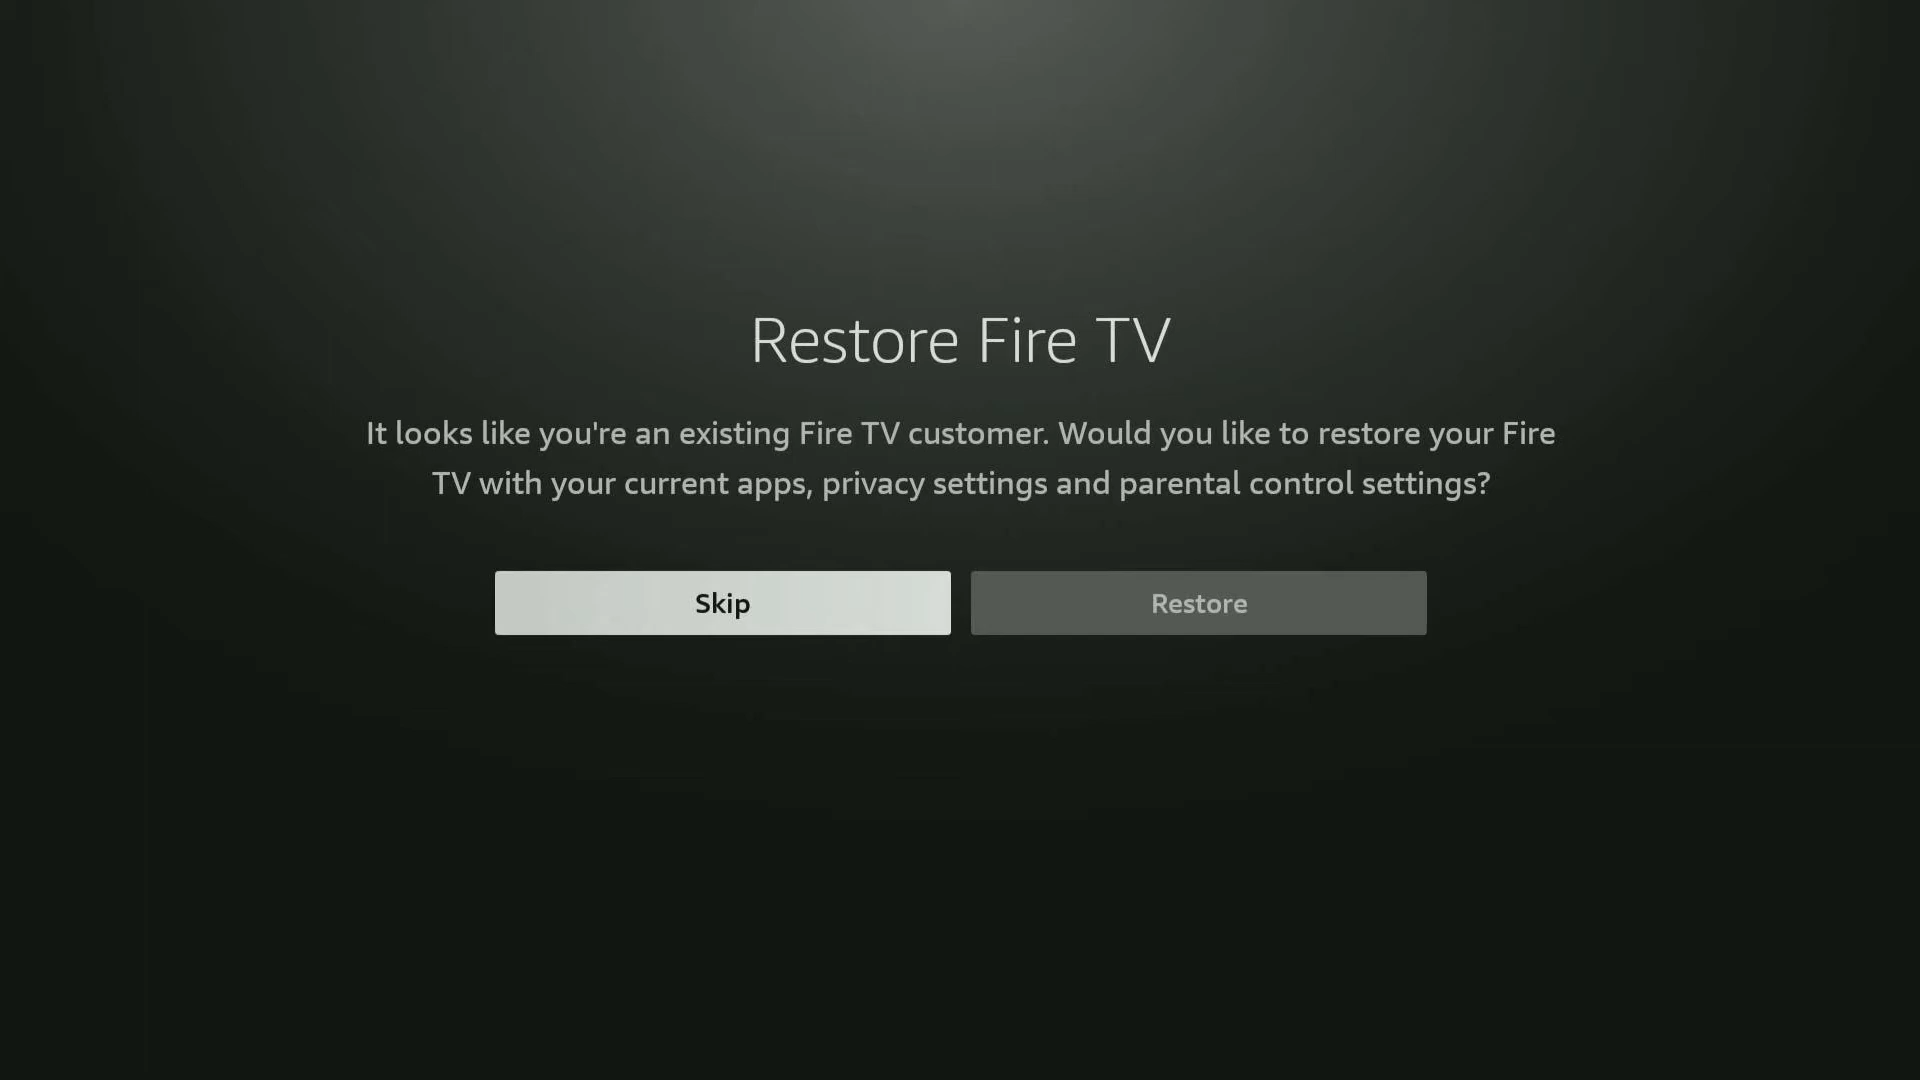 Restore Fire TV
It looks like you're an existing Fire TV customer. Would you like to restore your Fire
TV with your current apps, privacy settings and parental control settings?
Skip
Restore